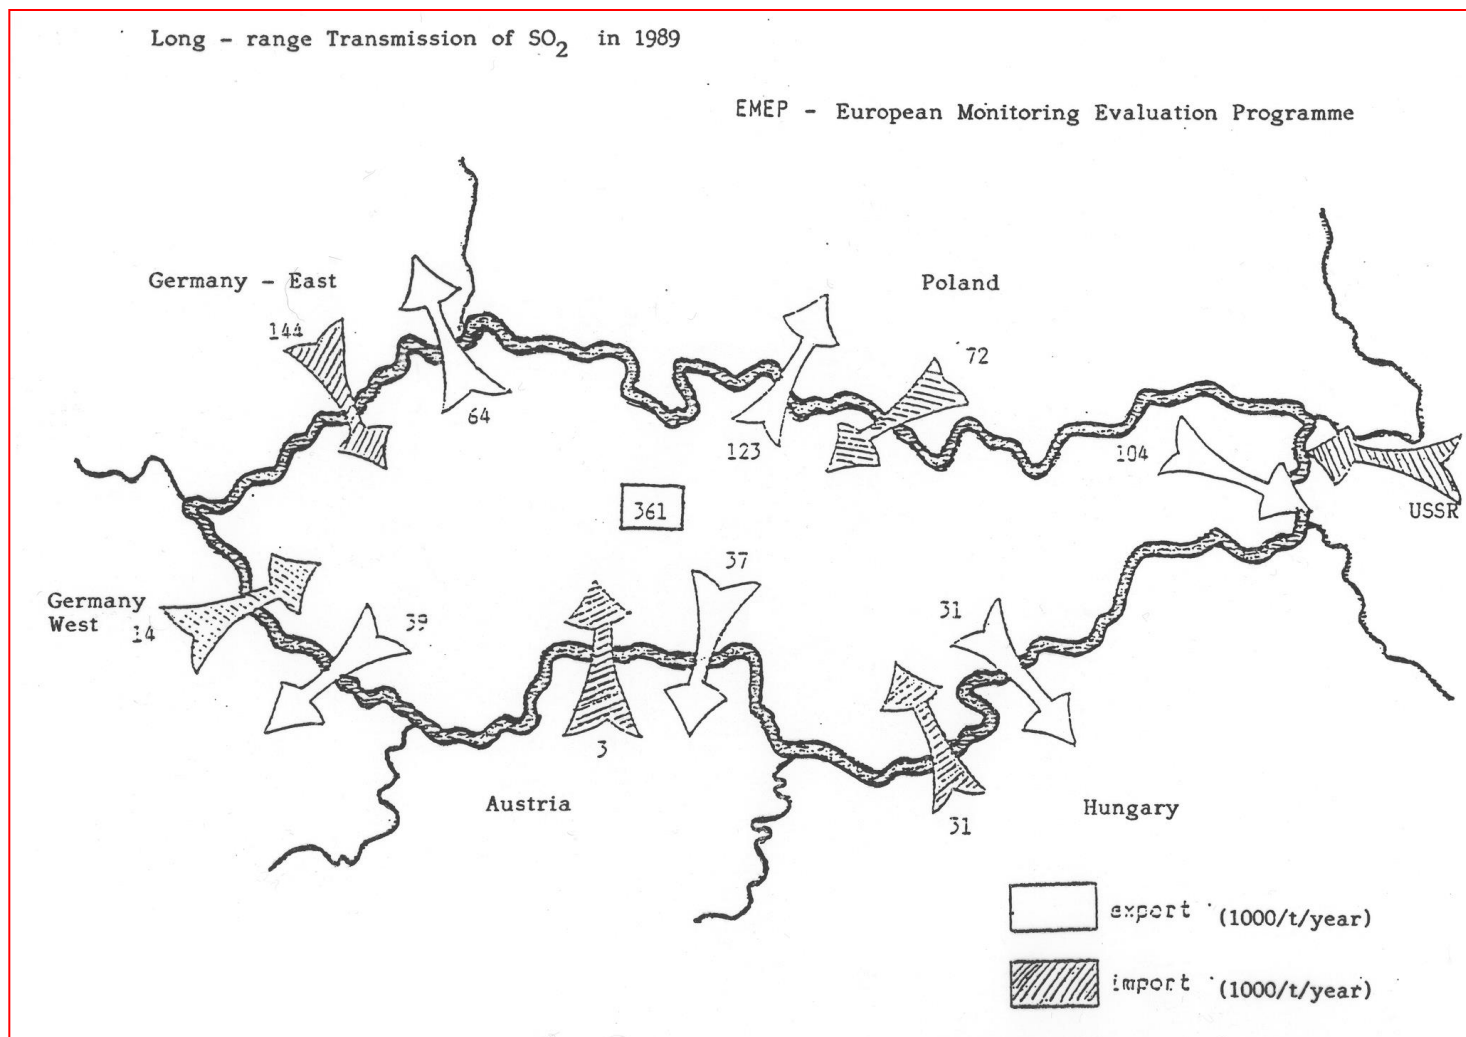 Long - range Transmission of SO2 in 1989
EMEP - European Monitoring Evaluation Programme
Germany - East
Poland
144
64
123
72
104
USSR
361
Germany
West
14
39
3
37
31
31
Austria
Hungary
export (1000/t/year)
import (1000/t/year)